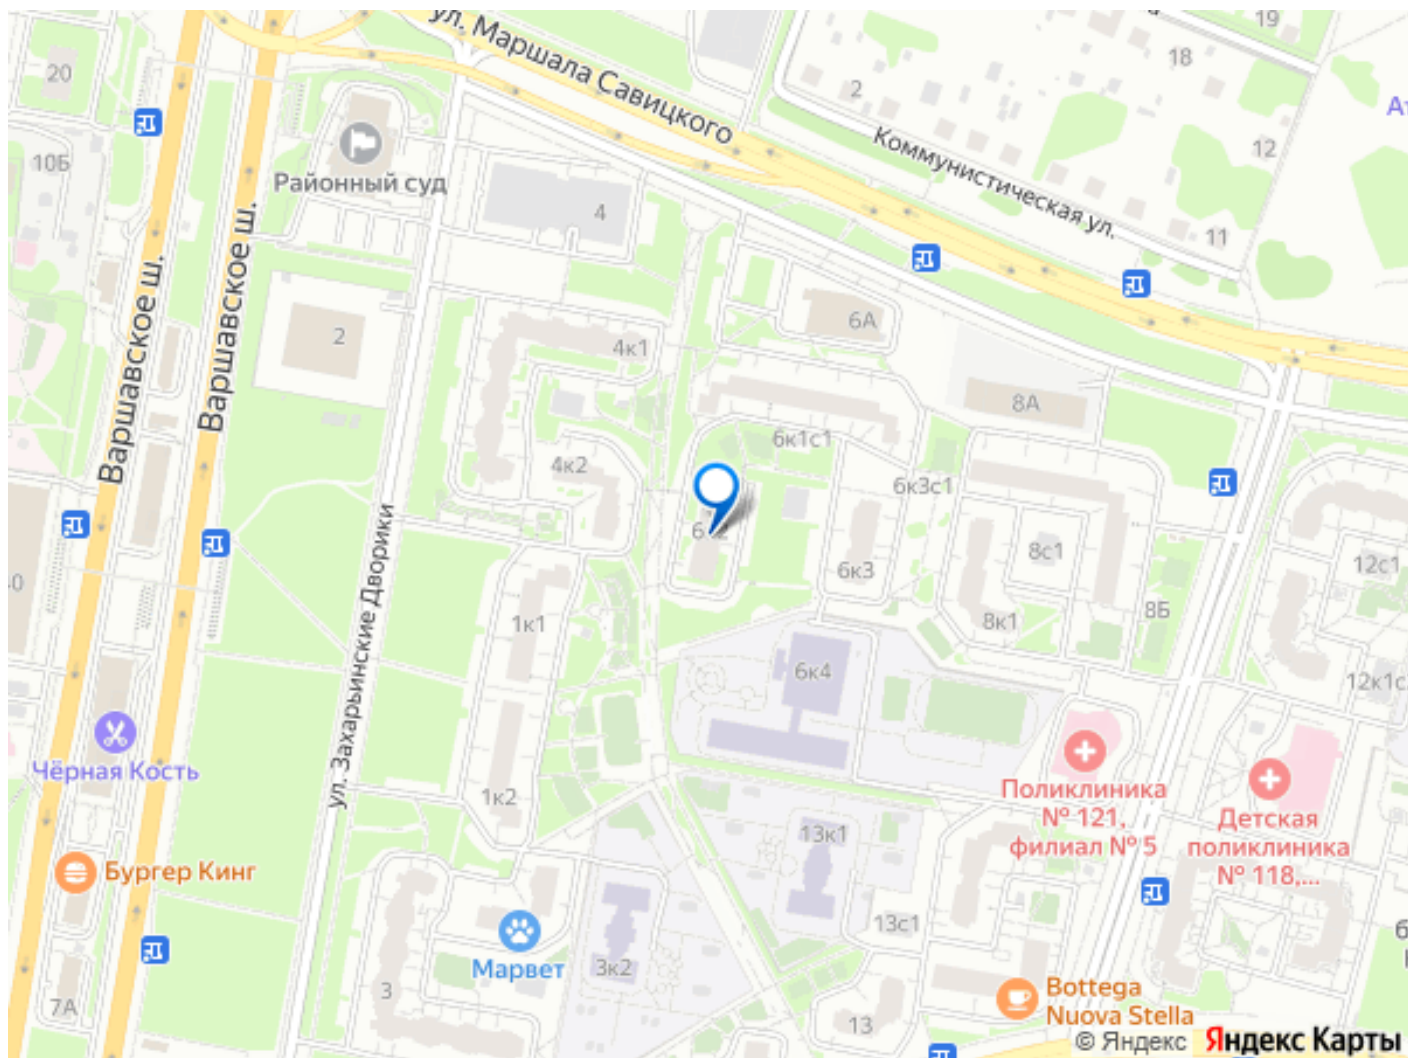 ул. Маршала Савицкого
19
18
20
2
Ат
Коммунистическая ул.
12
10Б
Районный суд
4
11
Варшавское ш.
Варшавское ш.
2
6А
4к1
8А
6к1с1
4к2
6к3с1
6к2
8с1
6к3
12с1
ул. Захарьинские Дворики
1к1
8к1
8Б
6к4
12к1с
Чёрная Кость
1к2
Поликлиника
№ 121,
филиал № 5
Детская
поликлиника
№ 118,...
13к1
Бургер Кинг
13с1
Марвет
3к2
3
7А
13
Bottega
Nuova Stella
© Яндекс Яндекс Карты